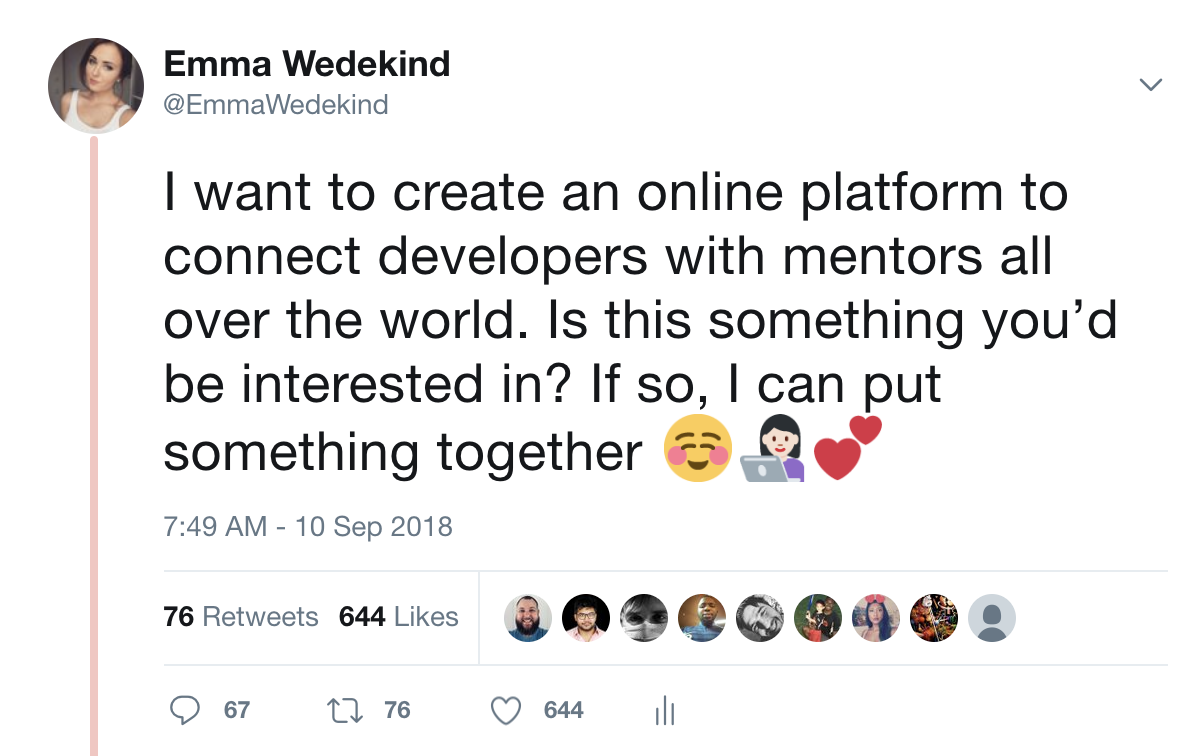 Emma Wedekind
@EmmaWedekind
I want to create an online platform to
connect developers with mentors all
over the world. Is this something you’d
be interested in? If so, I can put
something together ☺️👩🏻‍💻💕
7:49 AM - 10 Sep 2018
76 Retweets 644 Likes
67 76 644